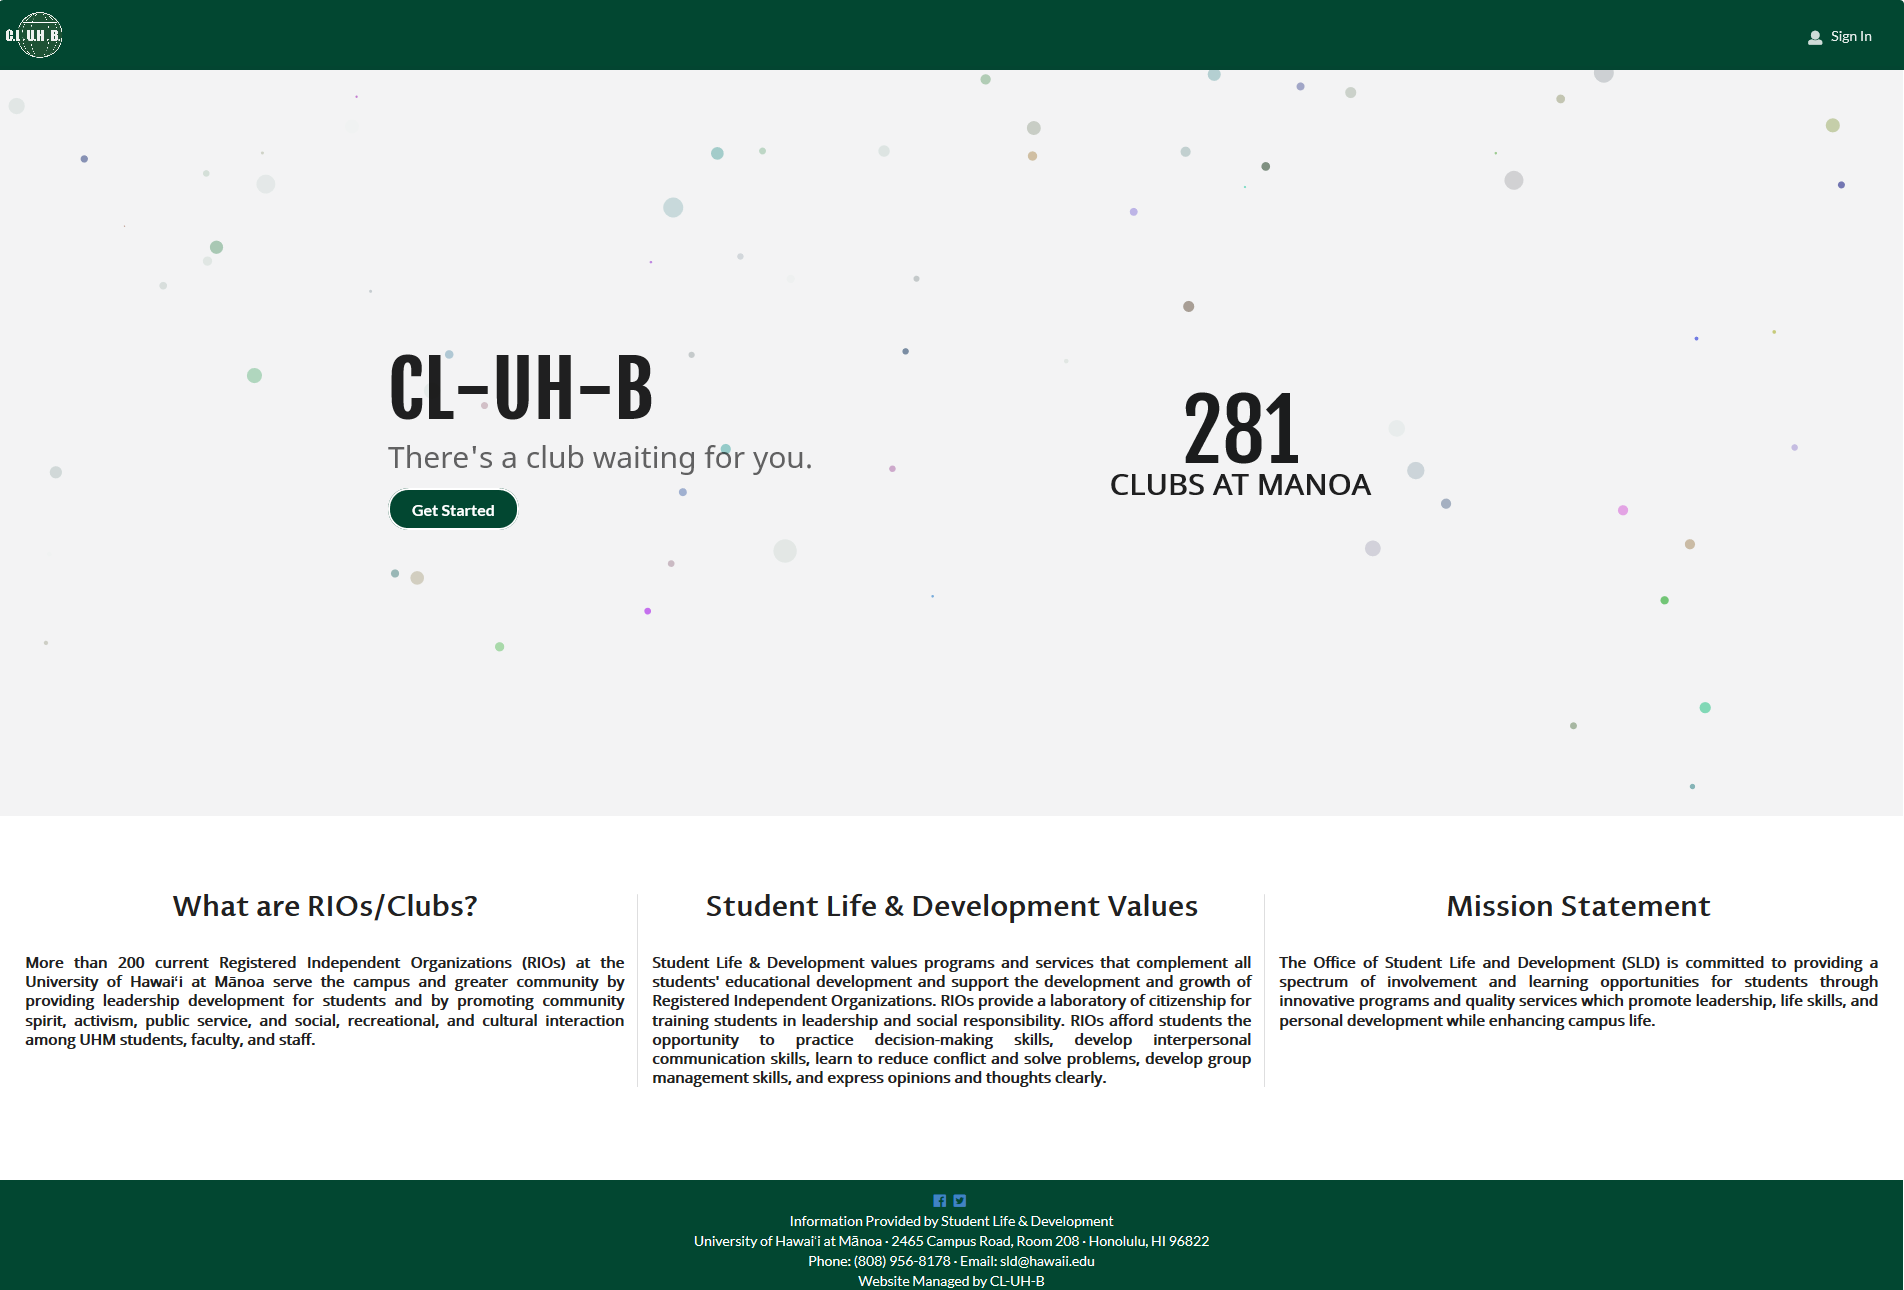 C.L U.H B.
Sign In
CL-UH-B
There's a club waiting for you.
Get Started
281
CLUBS AT MANOA
What are RIOs/Clubs?
More than 200 current Registered Independent Organizations (RIOs) at the
University of Hawaiʻi at Mānoa serve the campus and greater community by
providing leadership development for students and by promoting community
spirit, activism, public service, and social, recreational, and cultural interaction
among UHM students, faculty, and staff.
Student Life & Development Values
Student Life & Development values programs and services that complement all
students' educational development and support the development and growth of
Registered Independent Organizations. RIOs provide a laboratory of citizenship for
training students in leadership and social responsibility. RIOs afford students the
opportunity to practice decision-making skills, develop interpersonal
communication skills, learn to reduce conflict and solve problems, develop group
management skills, and express opinions and thoughts clearly.
Mission Statement
The Office of Student Life and Development (SLD) is committed to providing a
spectrum of involvement and learning opportunities for students through
innovative programs and quality services which promote leadership, life skills, and
personal development while enhancing campus life.
Information Provided by Student Life & Development
University of Hawaiʻi at Mānoa · 2465 Campus Road, Room 208 · Honolulu, HI 96822
Phone: (808) 956-8178 · Email: sld@hawaii.edu
Website Managed by CL-UH-B